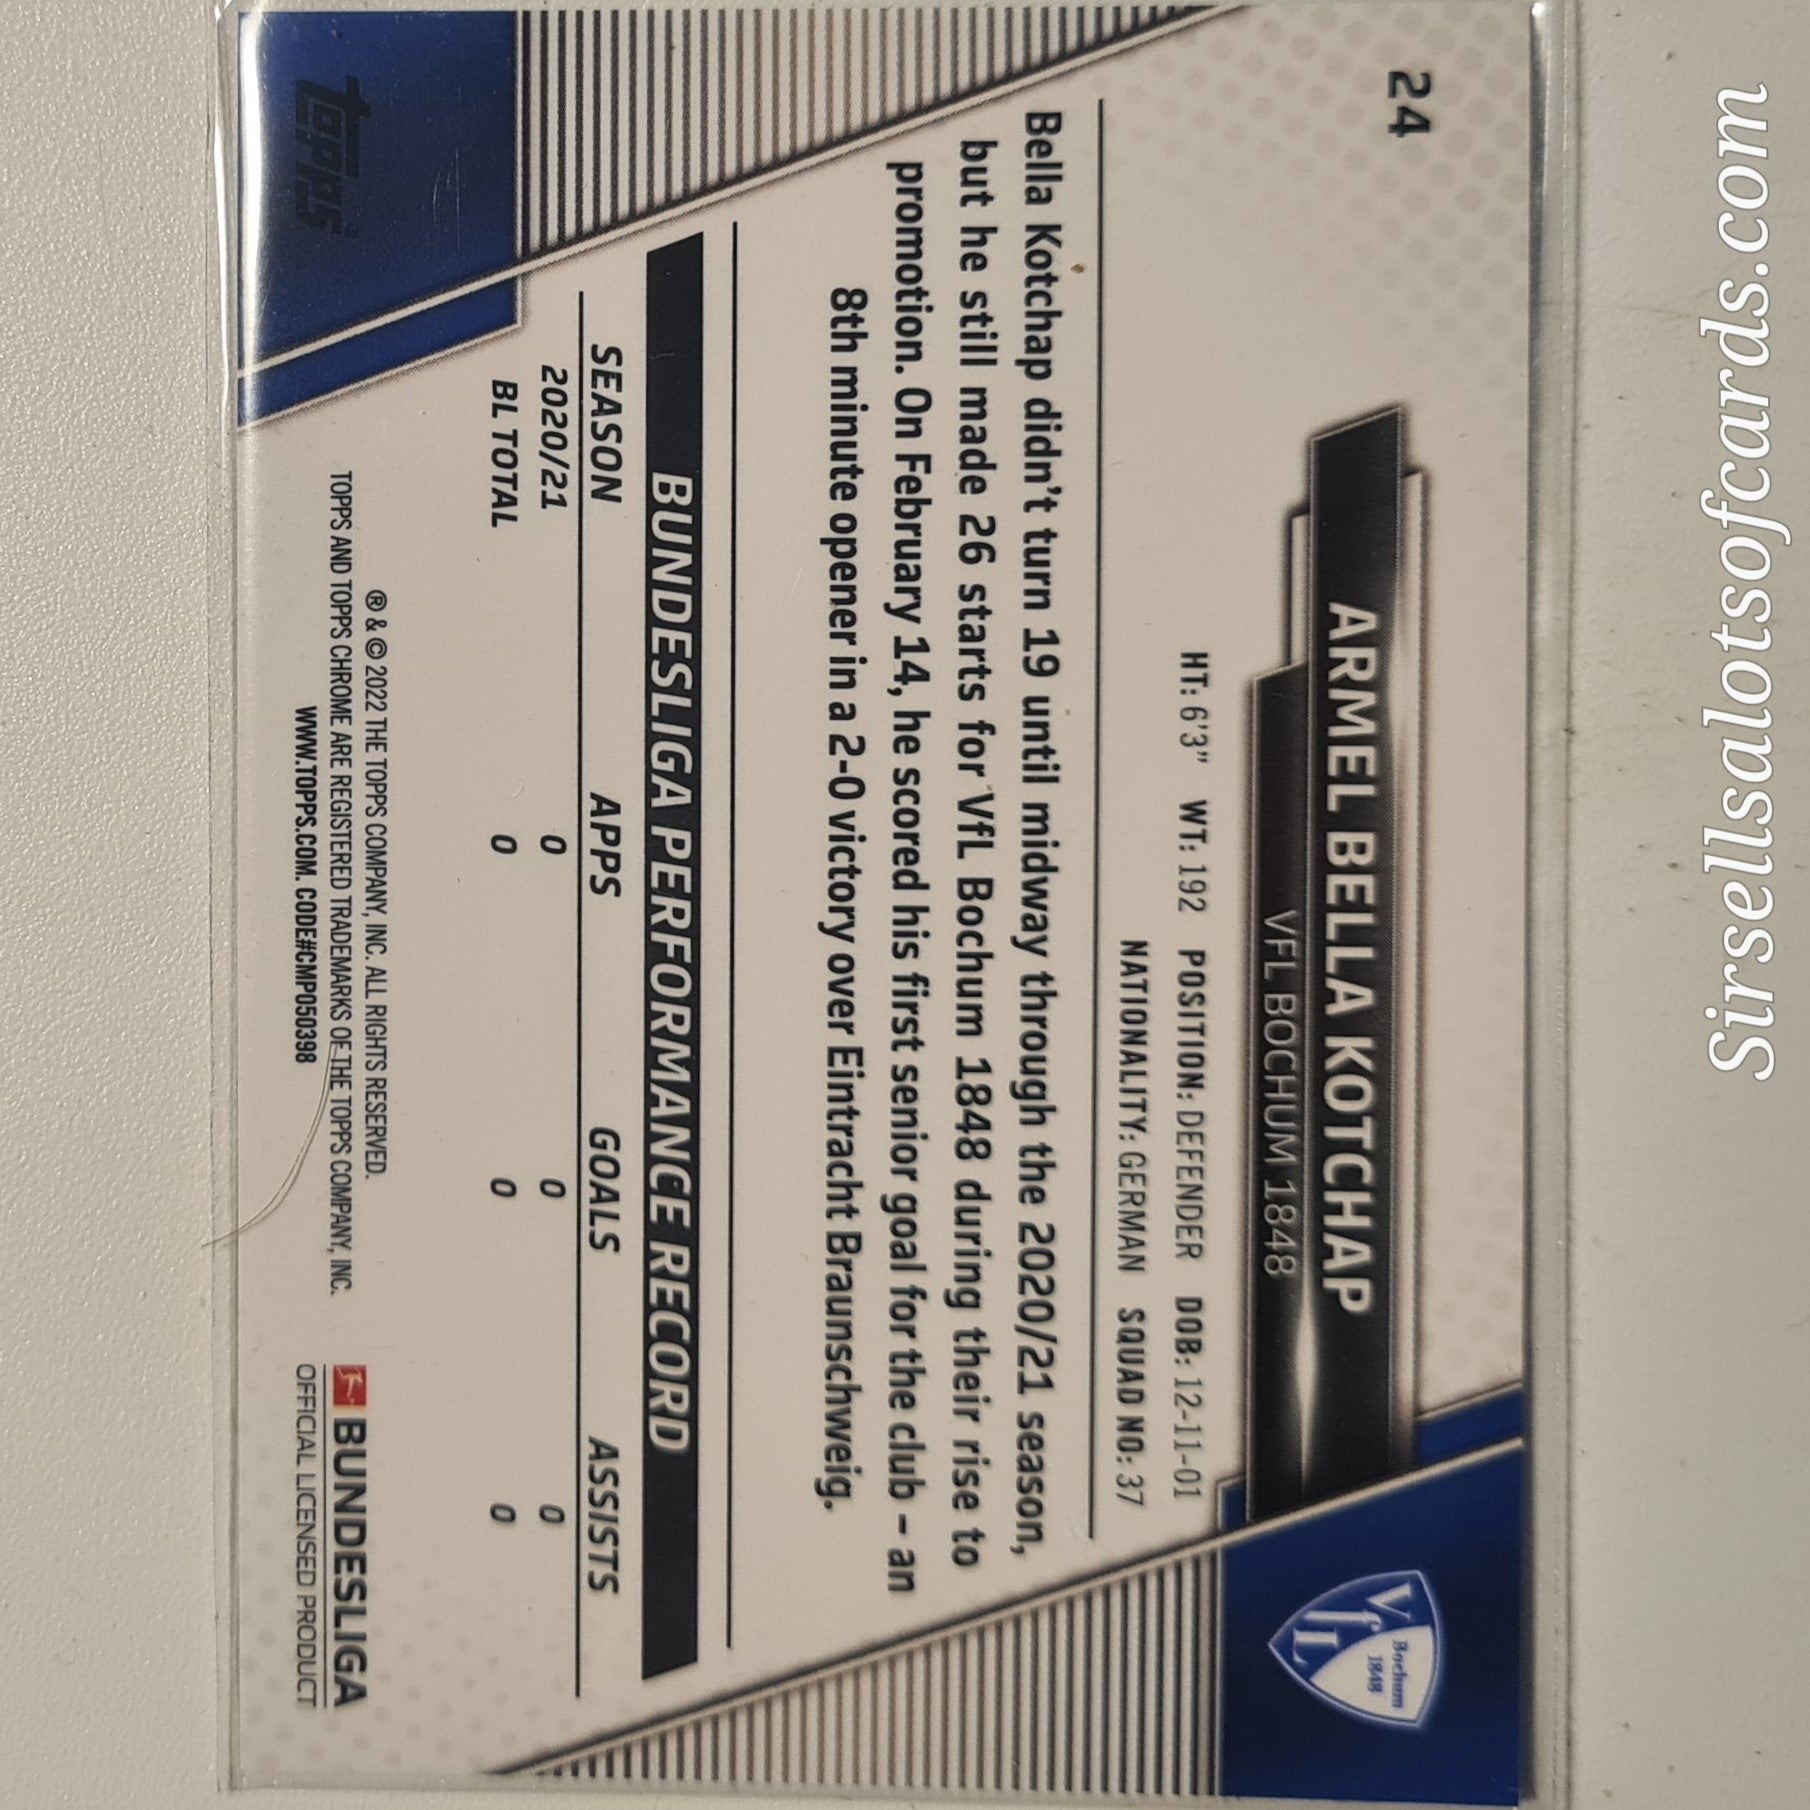 Sirsellsalotsofcards.com
24
ARMEL BELLA KOTCHAP
VFL BOCHUM 1848
VfL
Bochum
1848
HT: 6'3" WT: 192 POSITION: DEFENDER DOB: 12-11-01
NATIONALITY: GERMAN SQUAD NO: 37
Bella Kotchap didn't turn 19 until midway through the 2020/21 season,
but he still made 26 starts for VfL Bochum 1848 during their rise to
promotion. On February 14, he scored his first senior goal for the club – an
8th minute opener in a 2-0 victory over Eintracht Braunschweig.
BUNDESLIGA PERFORMANCE RECORD
SEASON APPS GOALS ASSISTS
2020/21 0 0 0
BL TOTAL 0 0 0
® & © 2022 THE TOPPS COMPANY, INC. ALL RIGHTS RESERVED.
TOPPS AND TOPPS CHROME ARE REGISTERED TRADEMARKS OF THE TOPPS COMPANY, INC.
WWW.TOPPS.COM. CODE#CMP050398
topps
BUNDESLIGA
OFFICIAL LICENSED PRODUCT